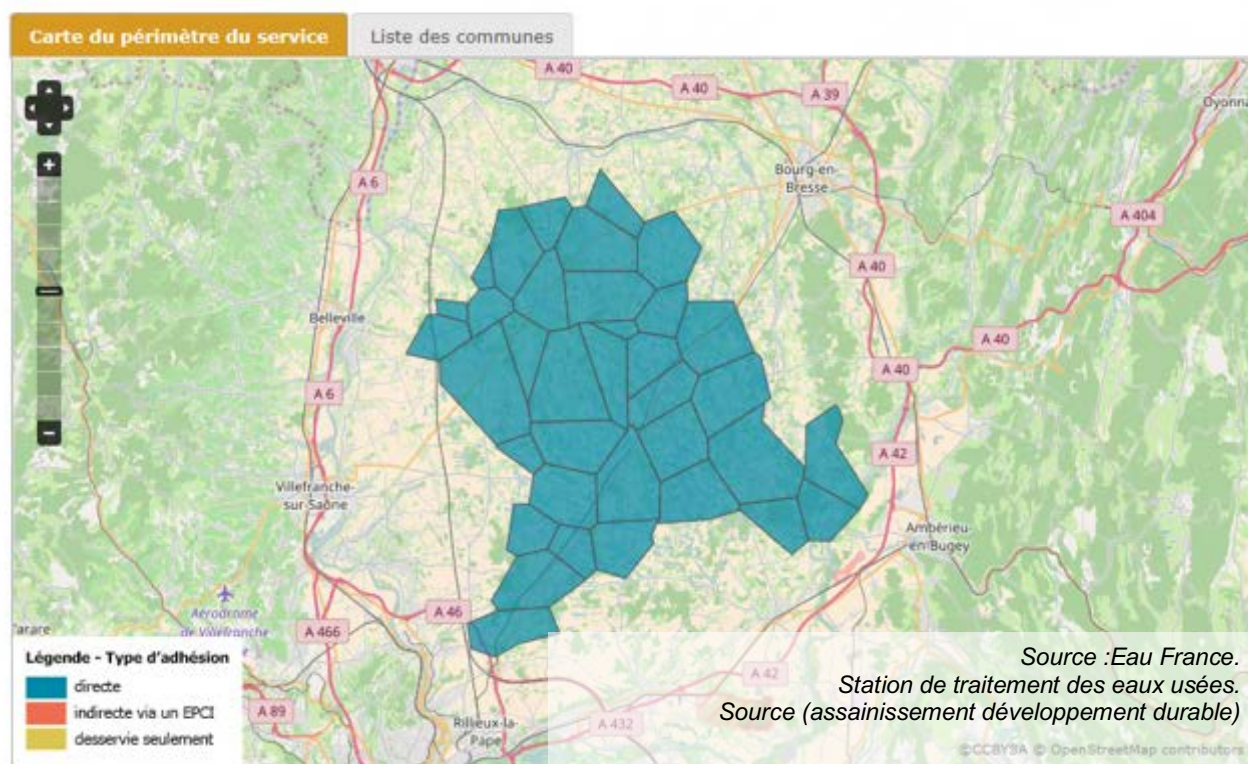 Carte du périmètre du service
Liste des communes
A 40
A 40
A 39
Oyonna
Bourg-en-
Bresse
A 6
A 404
A 40
Belleville
A 40
A 40
A 6
A 42
Villefranche-
sur-Saône
Ambérieu-
en-Bugey
Aérodrome
de Villefranche
A 46
A 466
arare
Légende - Type d'adhésion
directe
indirecte via un EPCI
desservie seulement
A 89
Rillieux-la-
Pape
A 42
A 432
Source :Eau France.
Station de traitement des eaux usées.
Source (assainissement développement durable)
©CCBYSA © OpenStreetMap contributors